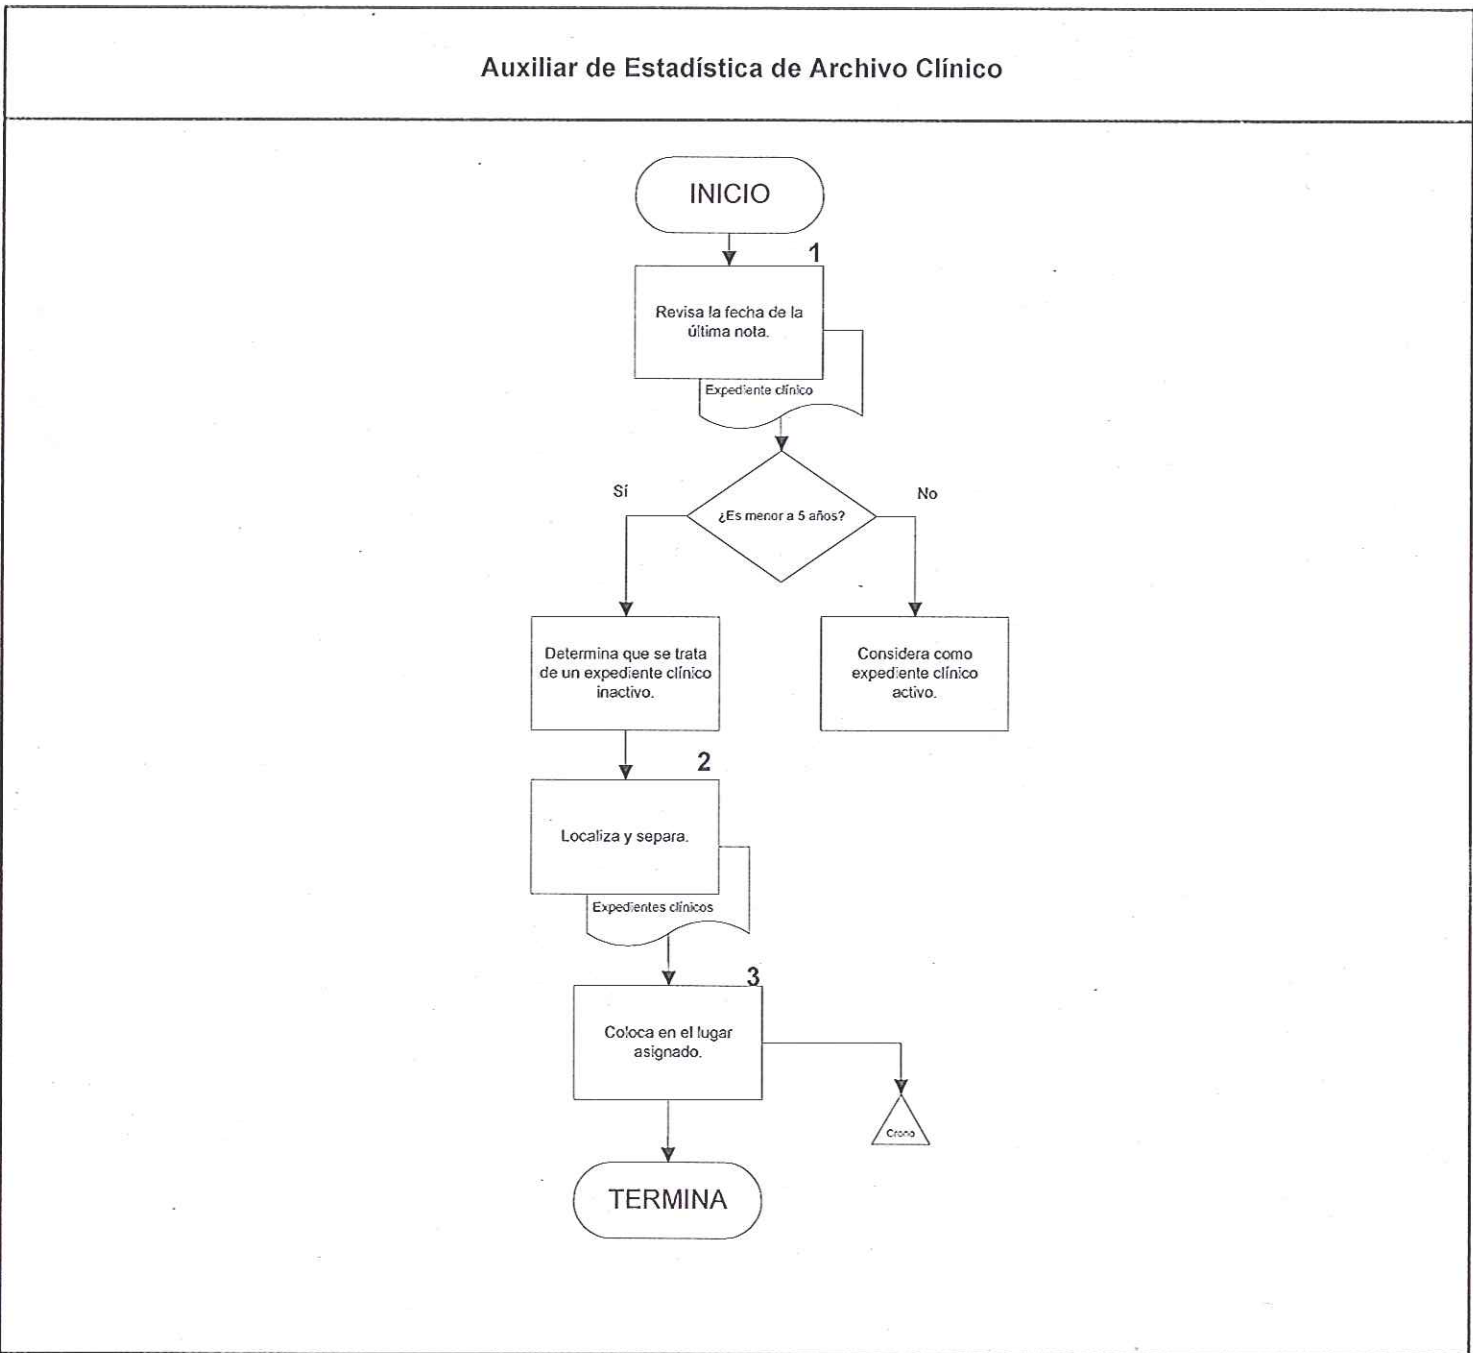 Auxiliar de Estadística de Archivo Clínico
INICIO
1
Revisa la fecha de la
última nota.
Expediente clínico
¿Es menor a 5 años?
Sí
No
Determina que se trata
de un expediente clínico
inactivo.
Considera como
expediente clínico
activo.
2
Localiza y separa.
Expedientes clínicos
3
Coloca en el lugar
asignado.
Crono
TERMINA